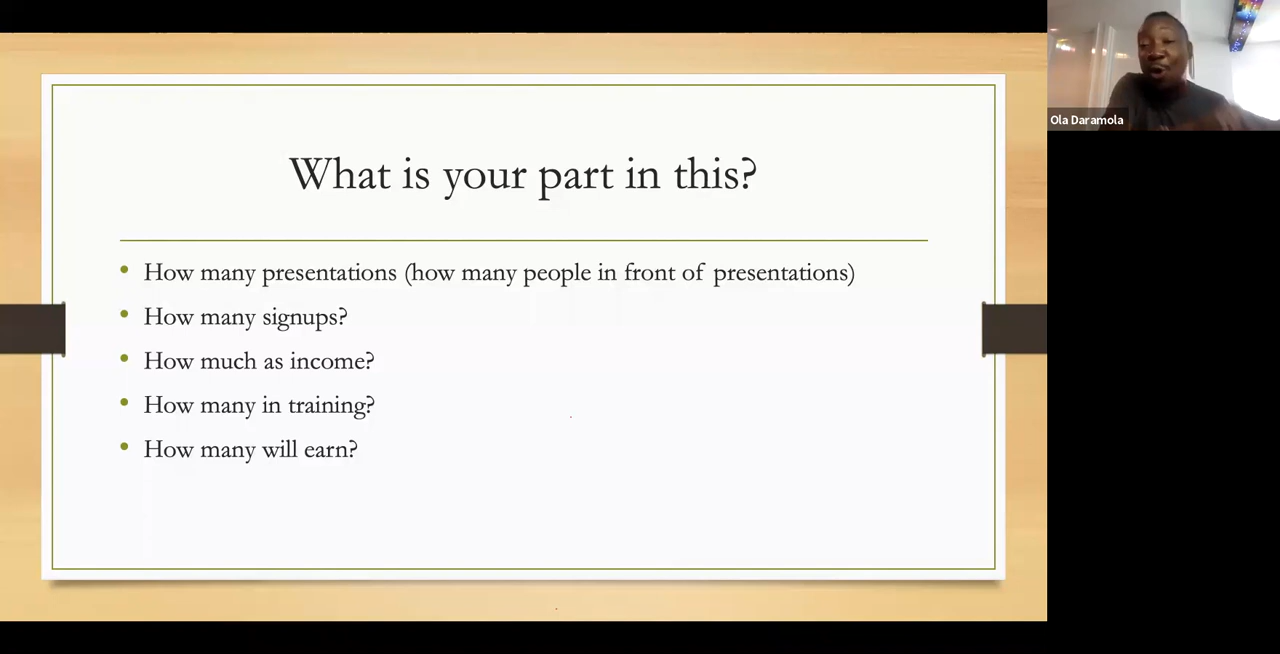 What is your part in this?
How many presentations (how many people in front of presentations)
How many signups?
How much as income?
How many in training?
How many will earn?
Ola Daramola